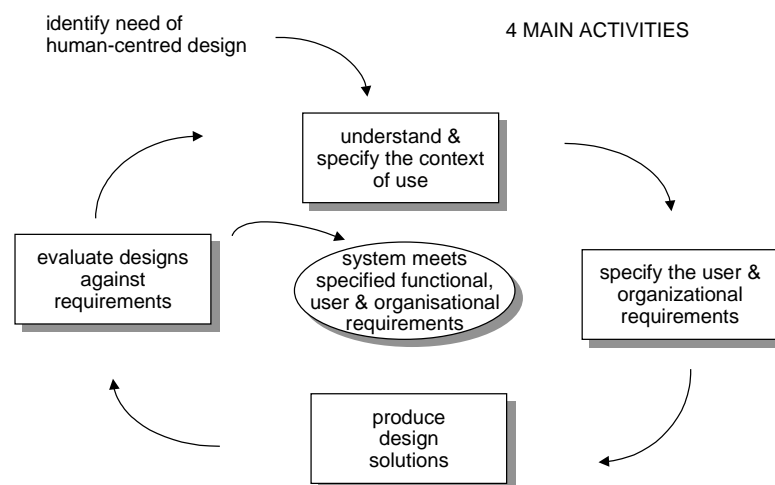 identify need of
human-centred design
4 MAIN ACTIVITIES
understand &
specify the context
of use
evaluate designs
against
requirements
system meets
specified functional,
user & organisational
requirements
specify the user &
organizational
requirements
produce
design
solutions